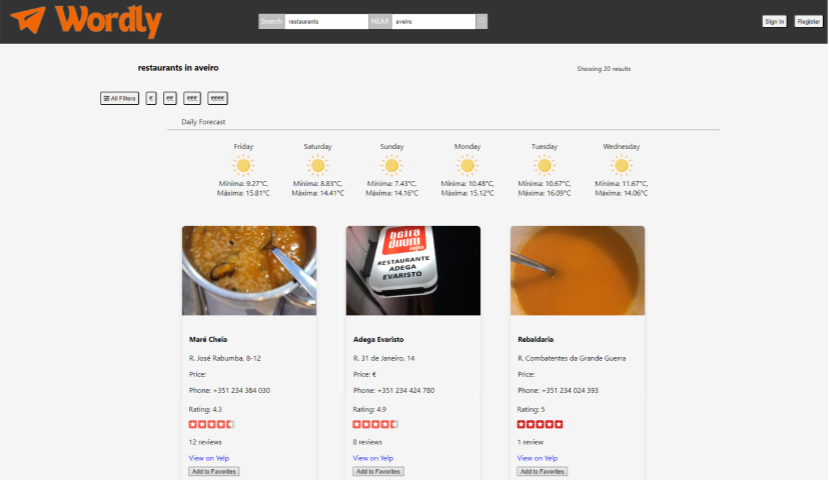 Wordly
Search restaurants NEAR aveiro
Sign In Register
restaurants in aveiro
Showing 20 results
All Filters € €€ €€€ €€€€
Daily Forecast
Friday Saturday Sunday Monday Tuesday Wednesday
Mínima: 9.27°C, Mínima: 8.83°C, Mínima: 7.43°C, Mínima: 10.48°C, Mínima: 10.67°C, Mínima: 11.67°C,
Máxima: 15.81°C Máxima: 14.41°C Máxima: 14.16°C Máxima: 15.12°C Máxima: 16.09°C Máxima: 14.06°C
beira
RESTAURANTE
ADEGA
EVARISTO
Maré Cheia
R. José Rabumba, 8-12
Price:
Phone: +351 234 384 030
Rating: 4.3
12 reviews
View on Yelp
Add to Favorites
Adega Evaristo
R. 31 de Janeiro, 14
Price: €
Phone: +351 234 424 780
Rating: 4.9
8 reviews
View on Yelp
Add to Favorites
Rebaldaria
R. Combatentes da Grande Guerra
Price:
Phone: +351 234 024 393
Rating: 5
1 review
View on Yelp
Add to Favorites